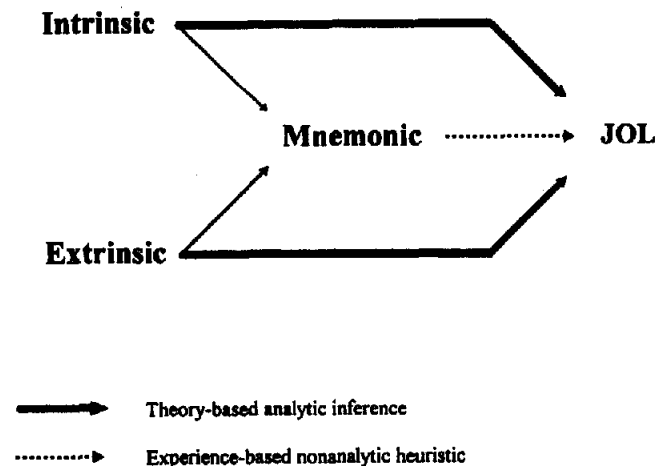 Intrinsic
Mnemonic
JOL
Extrinsic
Theory-based analytic inference
Experience-based nonanalytic heuristic